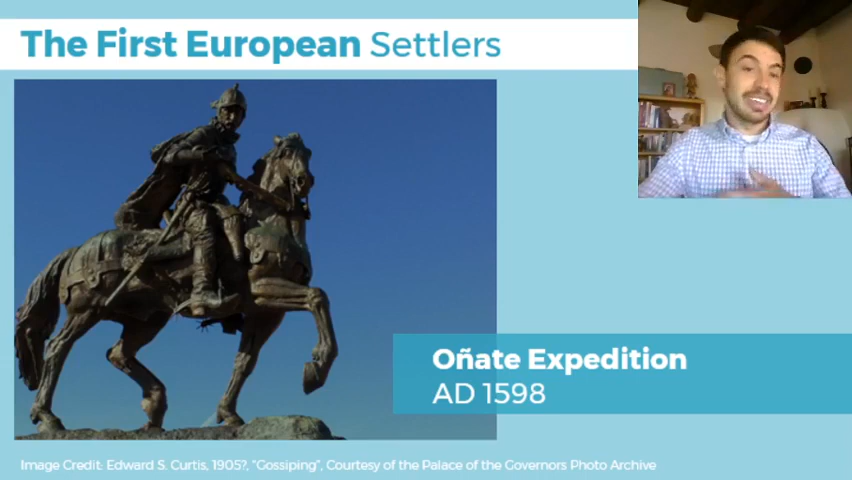 The First European Settlers
Oñate Expedition
AD 1598
Image Credit: Edward S. Curtis, 1905?, "Gossiping", Courtesy of the Palace of the Governors Photo Archive